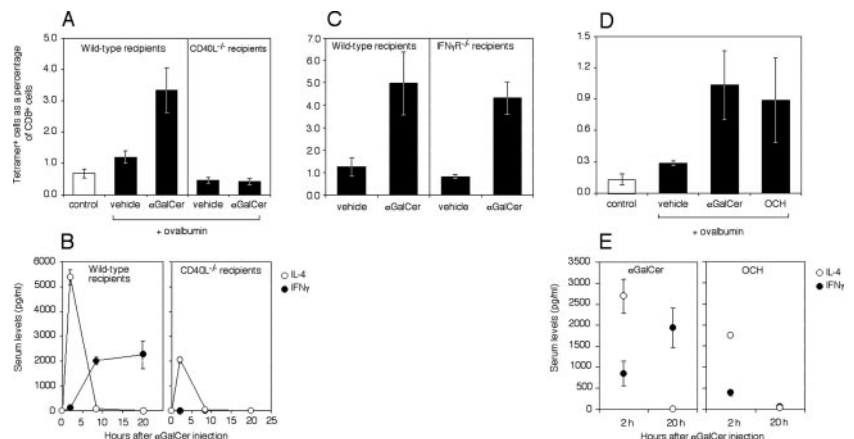 A
Wild-type recipients
CD40L-/- recipients
Tetramer+ cells as a percentage
of CD8+ cells
5.0
4.0
3.0
2.0
1.0
0.0
control
vehicle
αGalCer
vehicle
αGalCer
+ ovalbumin
C
Wild-type recipients
IFNγR-/- recipients
7.0
6.0
5.0
4.0
3.0
2.0
1.0
0.0
vehicle
αGalCer
vehicle
αGalCer
D
1.5
1.2
0.9
0.6
0.3
0
control
vehicle
αGalCer
OCH
+ ovalbumin
B
Wild-type
recipients
CD40L-/- recipients
IL-4
IFNγ
Serum levels (pg/ml)
6000
5000
4000
3000
2000
1000
0
0 5 10 15 20
0 5 10 15 20 25
Hours after αGalCer injection
E
αGalCer
OCH
IL-4
IFNγ
Serum levels (pg/ml)
3500
3000
2500
2000
1500
1000
500
0
2 h
20 h
2 h
20 h
Hours after αGalCer injection